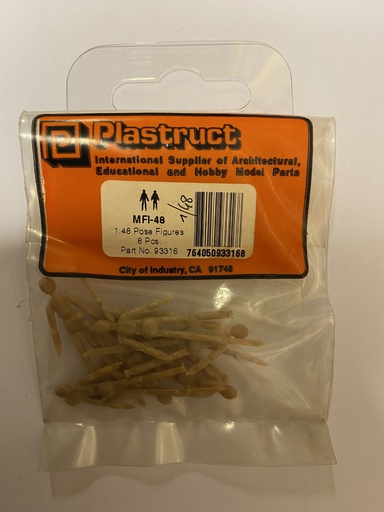 Plastruct
International Supplier of Architectural,
Educational and Hobby Model Parts
MFI-48
1/48
1:48 Pose Figures
8 Pcs.
Part No. 93316
764050933168
City of Industry, CA 91748